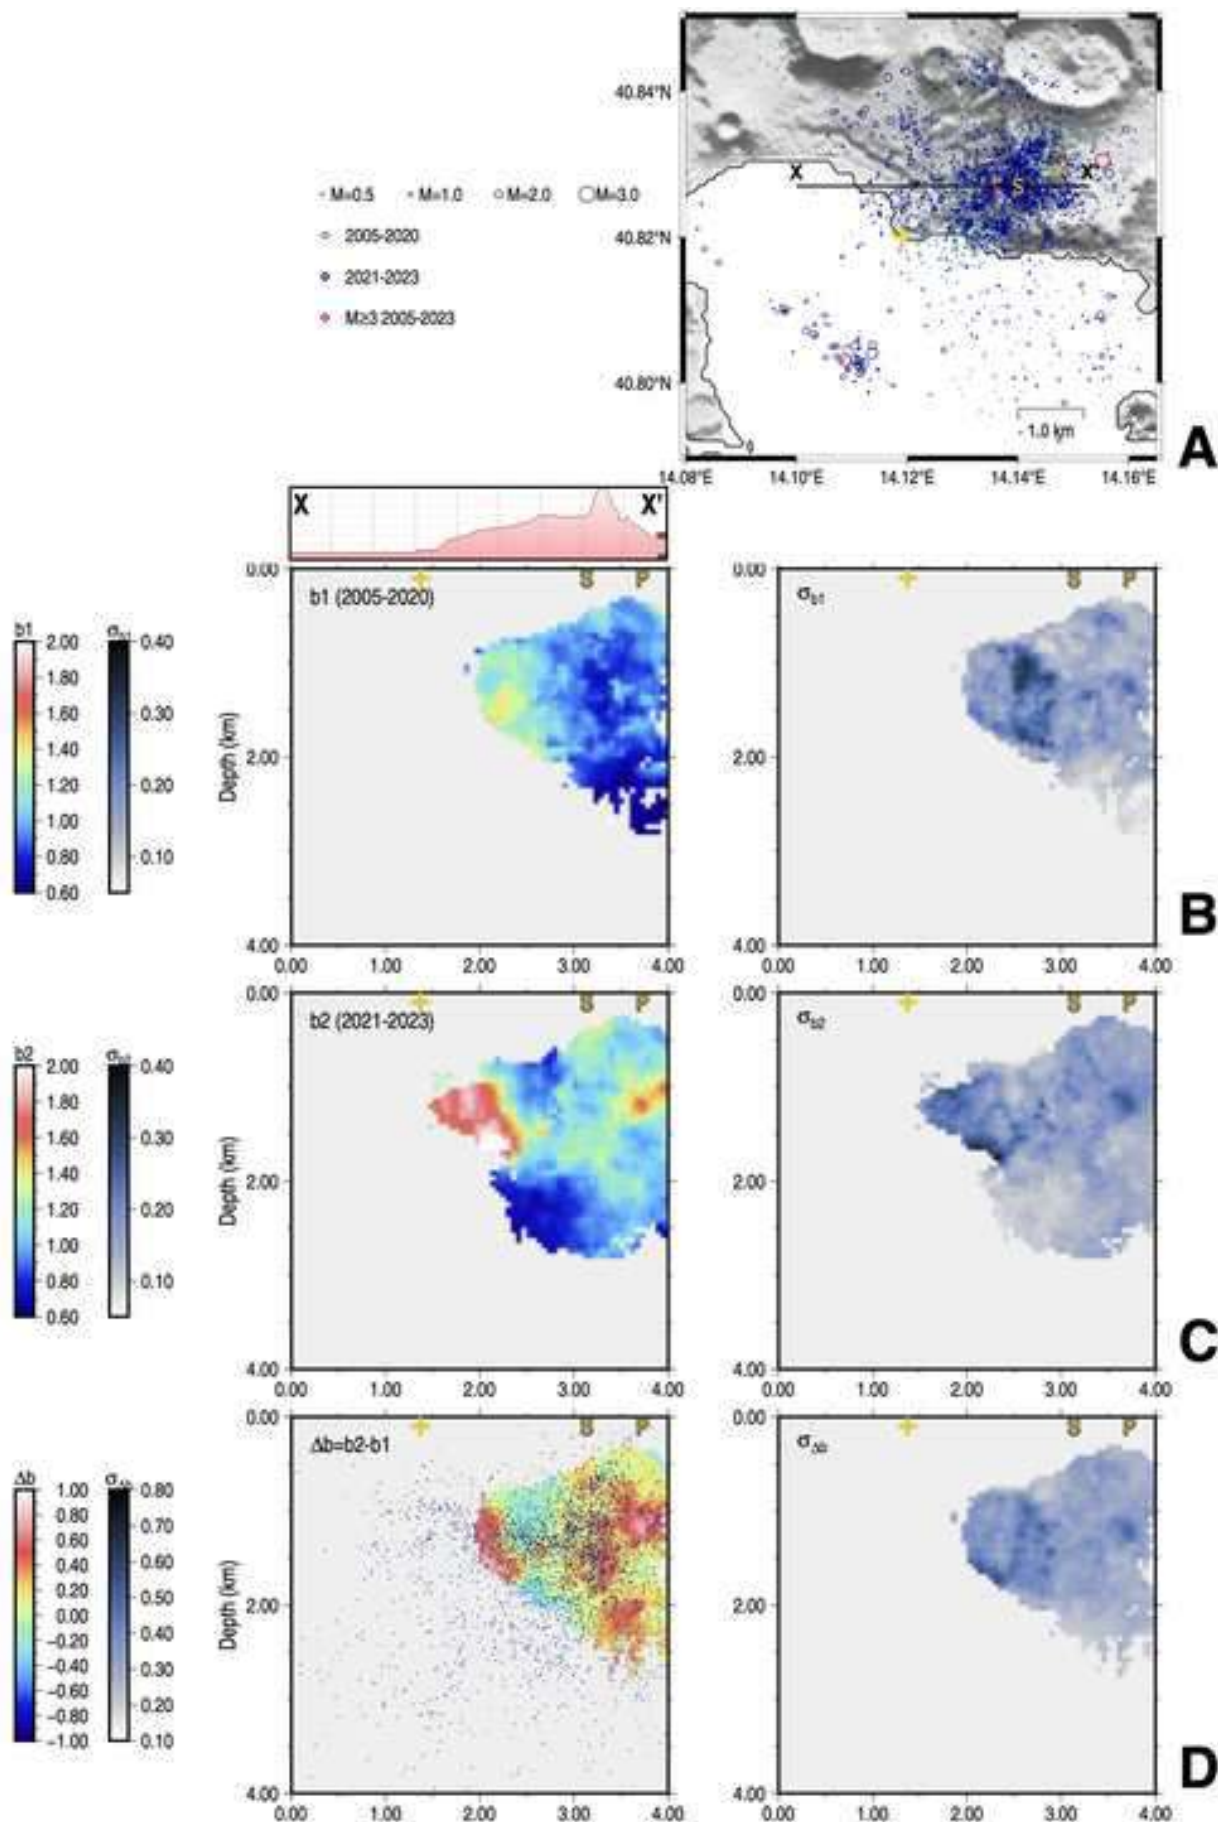 40.84°N
40.82°N
40.80°N
14.08°E 14.10°E 14.12°E 14.14°E 14.16°E
X S X'
1.0 km
A
M=0.5 M=1.0 M=2.0 M=3.0
2005-2020
2021-2023
M≥3 2005-2023
X X'
b1 σb1
2.00 0.40
1.80
1.60 0.30
1.40
1.20 0.20
1.00
0.80 0.10
0.60
b1 (2005-2020)
S P
0.00
2.00
4.00
Depth (km)
0.00 1.00 2.00 3.00 4.00
σb1
S P
0.00
2.00
4.00
0.00 1.00 2.00 3.00 4.00
B
b2 σb2
2.00 0.40
1.80
1.60 0.30
1.40
1.20 0.20
1.00
0.80 0.10
0.60
b2 (2021-2023)
S P
0.00
2.00
4.00
Depth (km)
0.00 1.00 2.00 3.00 4.00
σb2
S P
0.00
2.00
4.00
0.00 1.00 2.00 3.00 4.00
C
Δb σΔb
1.00 0.80
0.80 0.70
0.60
0.40 0.60
0.20 0.50
0.00
-0.20 0.40
-0.40 0.30
-0.60
-0.80 0.20
-1.00 0.10
Δb=b2-b1
S P
0.00
2.00
4.00
Depth (km)
0.00 1.00 2.00 3.00 4.00
σΔb
S P
0.00
2.00
4.00
0.00 1.00 2.00 3.00 4.00
D